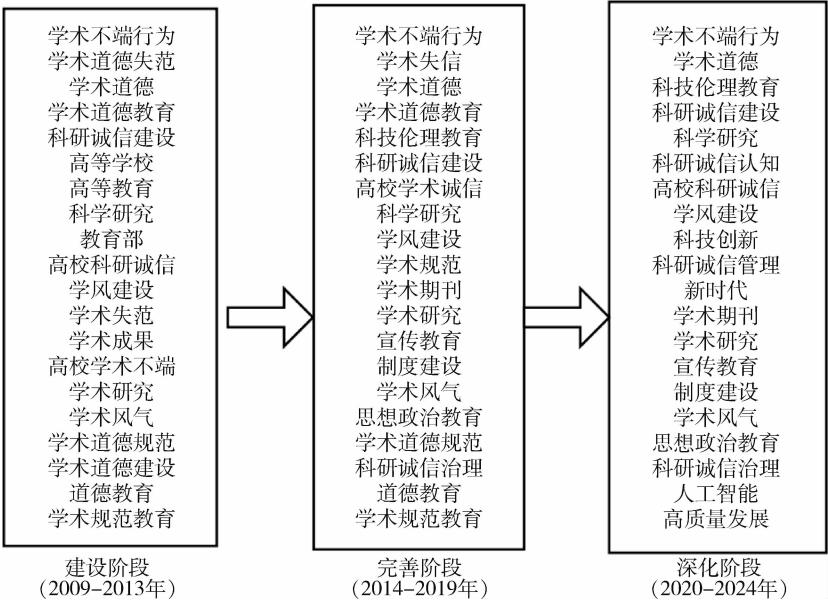 学术不端行为
学术道德失范
学术道德
学术道德教育
科研诚信建设
高等学校
高等教育
科学研究
教育部
高校科研诚信
学风建设
学术失范
学术成果
高校学术不端
学术研究
学术风气
学术道德规范
学术道德建设
道德教育
学术规范教育
建设阶段
(2009-2013年)
学术不端行为
学术失信
学术道德
学术道德教育
科技伦理教育
科研诚信建设
高校学术诚信
科学研究
学风建设
学术规范
学术期刊
学术研究
宣传教育
制度建设
学术风气
思想政治教育
学术道德规范
科研诚信治理
道德教育
学术规范教育
完善阶段
(2014-2019年)
学术不端行为
学术道德
科技伦理教育
科研诚信建设
科学研究
科研诚信认知
高校科研诚信
学风建设
科技创新
科研诚信管理
新时代
学术期刊
学术研究
宣传教育
制度建设
学术风气
思想政治教育
科研诚信治理
人工智能
高质量发展
深化阶段
(2020-2024年)